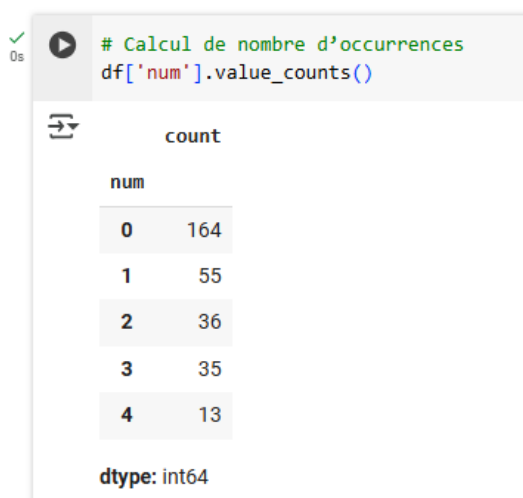 0s
# Calcul de nombre d’occurrences
df['num'].value_counts()
count
num
0 164
1 55
2 36
3 35
4 13
dtype: int64